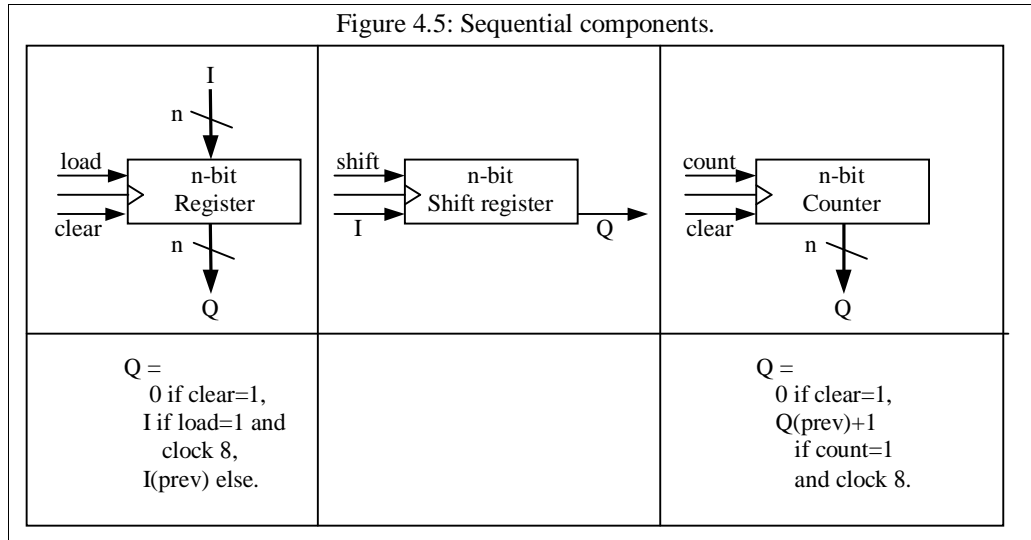 Figure 4.5: Sequential components.
I
n
load
n-bit
Register
clear
n
Q
shift
n-bit
Shift register
I
Q
count
n-bit
Counter
clear
n
Q
Q =
0 if clear=1,
I if load=1 and
clock 8,
I(prev) else.
Q =
0 if clear=1,
Q(prev)+1
if count=1
and clock 8.